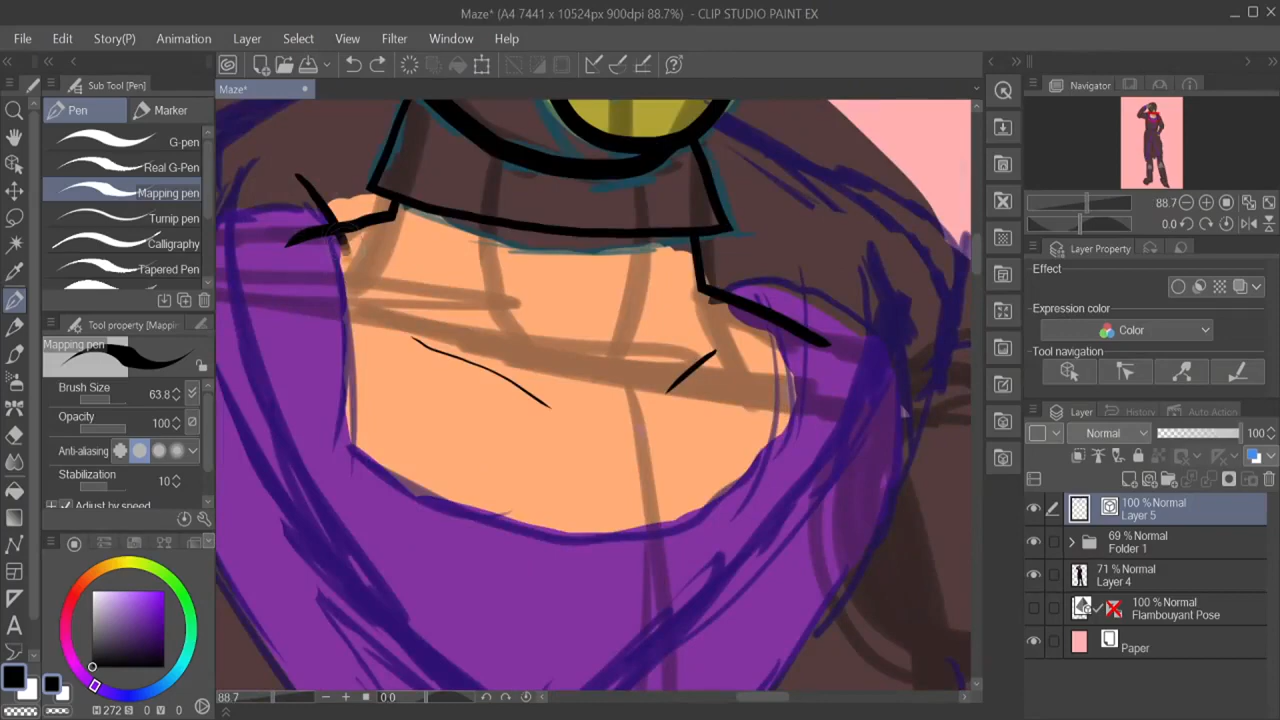 Maze* (A4 7441 x 10524px 900dpi 88.7%) - CLIP STUDIO PAINT EX
File Edit Story(P) Animation Layer Select View Filter Window Help
Sub Tool [Pen]
Maze*
Pen Marker
G-pen
Real G-Pen
Mapping pen
Turnip pen
Calligraphy
Tapered Pen
Tool property [Mappin
Mapping pen
Brush Size 63.8
Opacity 100
Anti-aliasing
Stabilization 10
Adjust by speed
H 272 S 0 V 0
88.7 0.0
Navigator
88.7
0.0
Layer Property
Effect
Expression color
Color
Tool navigation
Layer History Auto Action
Normal 100
100 % Normal
Layer 5
69 % Normal
Folder 1
71 % Normal
Layer 4
100 % Normal
Flambouyant Pose
Paper